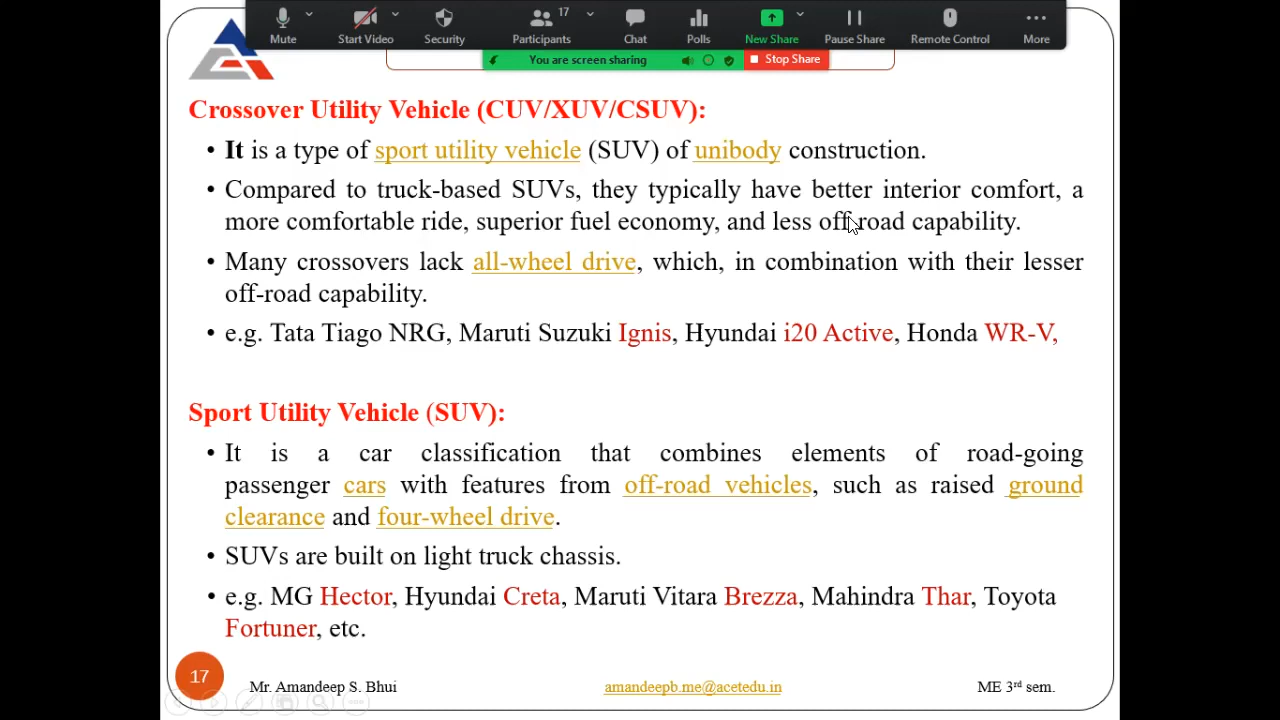 Mute
Start Video
Security
17
Participants
Chat
Polls
New Share
Pause Share
Remote Control
More
You are screen sharing
Stop Share
Crossover Utility Vehicle (CUV/XUV/CSUV):
• It is a type of sport utility vehicle (SUV) of unibody construction.
• Compared to truck-based SUVs, they typically have better interior comfort, a
more comfortable ride, superior fuel economy, and less off-road capability.
• Many crossovers lack all-wheel drive, which, in combination with their lesser
off-road capability.
• e.g. Tata Tiago NRG, Maruti Suzuki Ignis, Hyundai i20 Active, Honda WR-V,
Sport Utility Vehicle (SUV):
• It is a car classification that combines elements of road-going
passenger cars with features from off-road vehicles, such as raised ground
clearance and four-wheel drive.
• SUVs are built on light truck chassis.
• e.g. MG Hector, Hyundai Creta, Maruti Vitara Brezza, Mahindra Thar, Toyota
Fortuner, etc.
17
Mr. Amandeep S. Bhui
amandeepb.me@acetedu.in
ME 3rd sem.